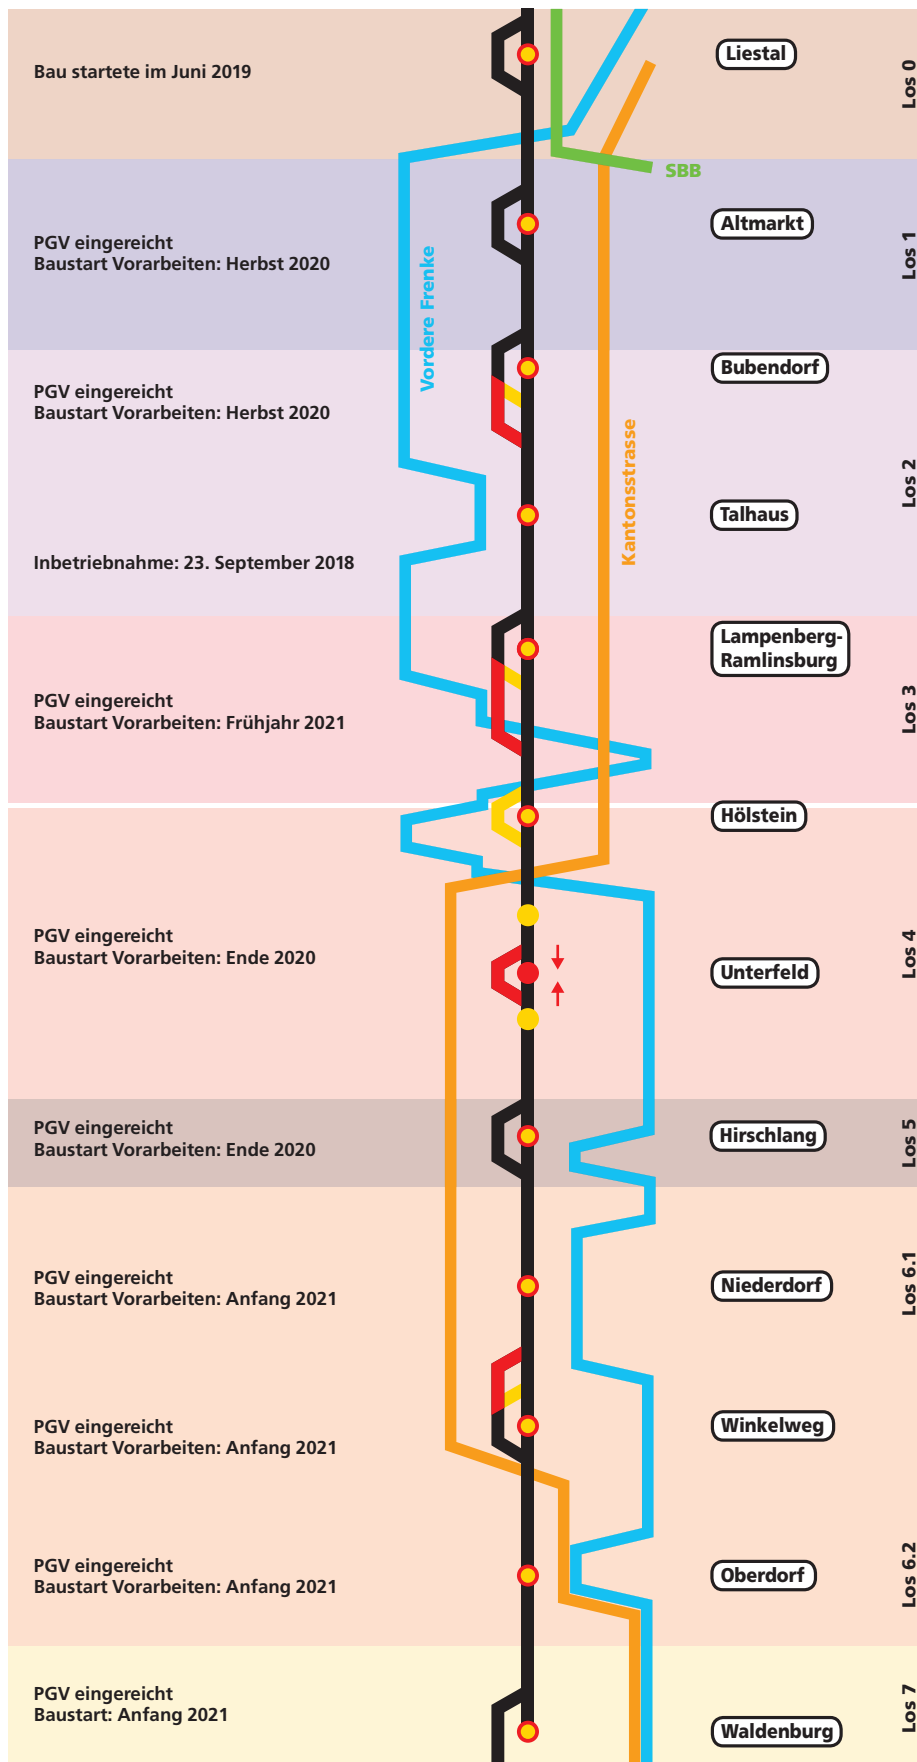 Bau startete im Juni 2019
Liestal
Los 0
SBB
PGV eingereicht
Baustart Vorarbeiten: Herbst 2020
Altmarkt
Los 1
Vordere Frenke
PGV eingereicht
Baustart Vorarbeiten: Herbst 2020
Bubendorf
Los 2
Kantonsstrasse
Talhaus
Inbetriebnahme: 23. September 2018
Lampenberg-
Ramlinsburg
PGV eingereicht
Baustart Vorarbeiten: Frühjahr 2021
Los 3
Hölstein
PGV eingereicht
Baustart Vorarbeiten: Ende 2020
Unterfeld
Los 4
PGV eingereicht
Baustart Vorarbeiten: Ende 2020
Hirschlang
Los 5
PGV eingereicht
Baustart Vorarbeiten: Anfang 2021
Niederdorf
Los 6.1
PGV eingereicht
Baustart Vorarbeiten: Anfang 2021
Winkelweg
PGV eingereicht
Baustart Vorarbeiten: Anfang 2021
Oberdorf
Los 6.2
PGV eingereicht
Baustart: Anfang 2021
Waldenburg
Los 7